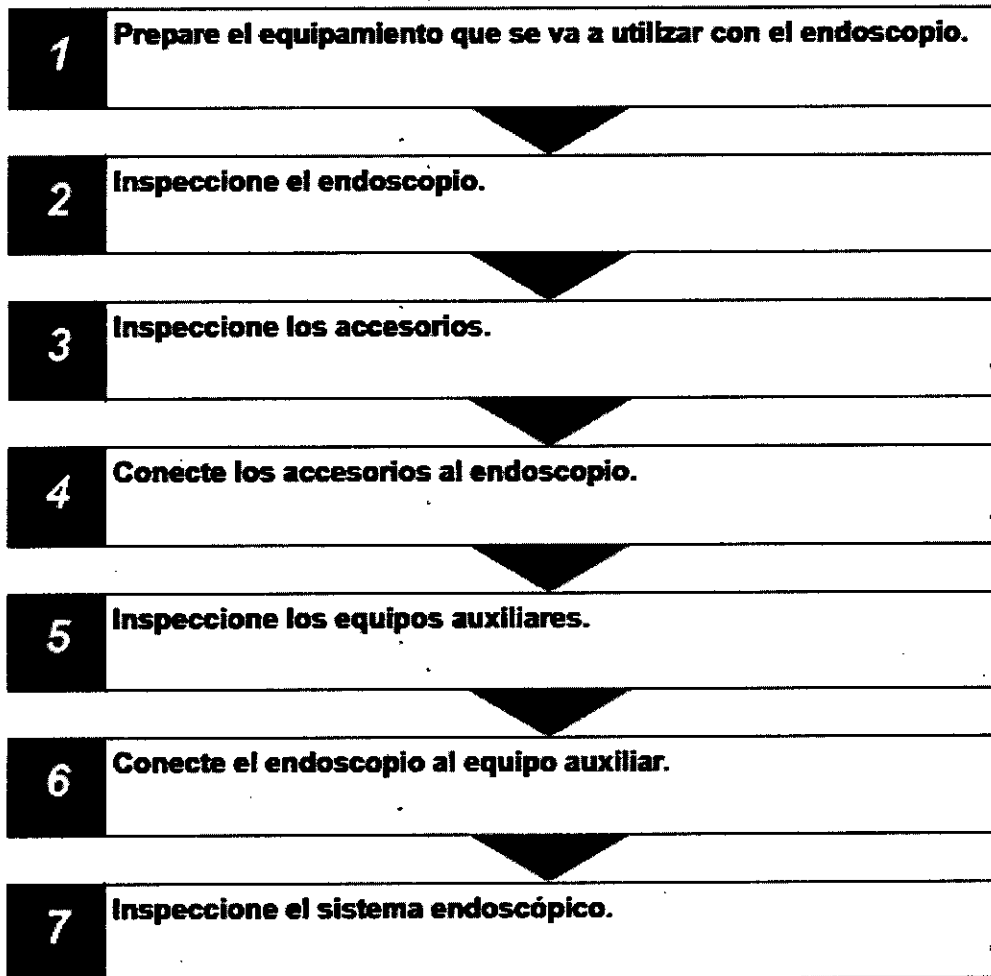 1 Prepare el equipamiento que se va a utilizar con el endoscopio.
2 Inspeccione el endoscopio.
3 Inspeccione los accesorios.
4 Conecte los accesorios al endoscopio.
5 Inspeccione los equipos auxiliares.
6 Conecte el endoscopio al equipo auxiliar.
7 Inspeccione el sistema endoscópico.